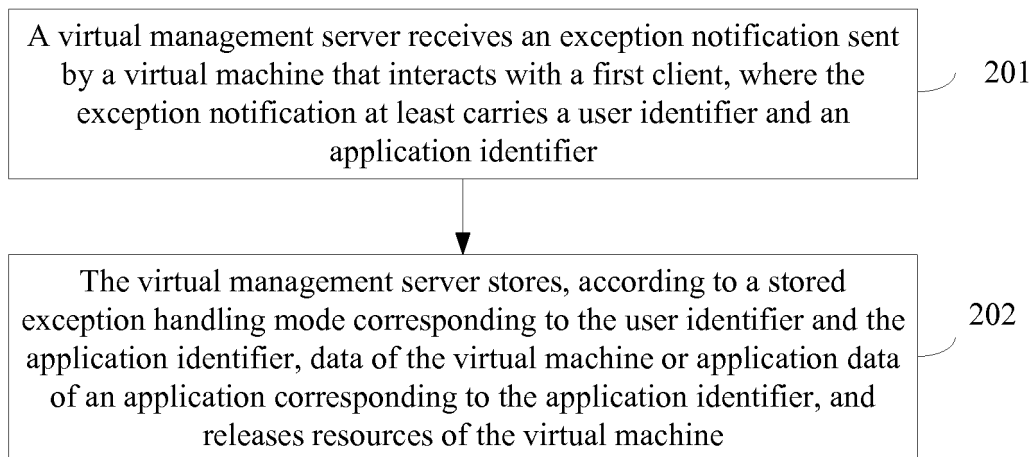 A virtual management server receives an exception notification sent
by a virtual machine that interacts with a first client, where the
exception notification at least carries a user identifier and an
application identifier
201
The virtual management server stores, according to a stored
exception handling mode corresponding to the user identifier and the
application identifier, data of the virtual machine or application data
of an application corresponding to the application identifier, and
releases resources of the virtual machine
202